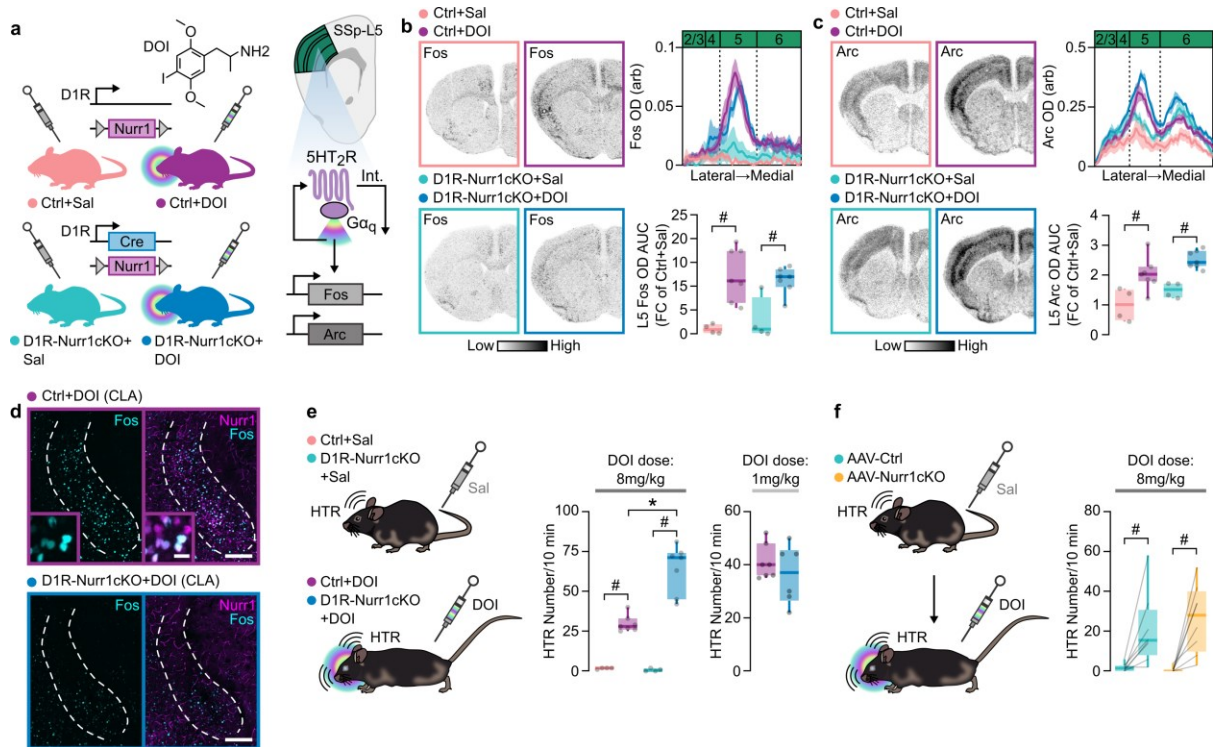 a
DOI
NH2
O
I
O
D1R
Nurr1
Ctrl+Sal
Ctrl+DOI
D1R
Cre
Nurr1
D1R-Nurr1cKO+
Sal
D1R-Nurr1cKO+
DOI
SSp-L5
5HT2R
Int.
Gαq
Fos
Arc
b
Ctrl+Sal
Ctrl+DOI
Fos
Fos
D1R-Nurr1cKO+Sal
D1R-Nurr1cKO+DOI
Fos
Fos
Low
High
2/3 4 5 6
Fos OD (arb)
0.1
0.05
0
Lateral→Medial
L5 Fos OD AUC
(FC of Ctrl+Sal)
25
20
15
10
5
0
#
#
c
Ctrl+Sal
Ctrl+DOI
Arc
Arc
D1R-Nurr1cKO+Sal
D1R-Nurr1cKO+DOI
Arc
Arc
Low
High
2/3 4 5 6
Arc OD (arb)
0.5
0.25
0
Lateral→Medial
L5 Arc OD AUC
(FC of Ctrl+Sal)
4
3
2
1
0
#
#
d
Ctrl+DOI (CLA)
Fos
Nurr1
Fos
D1R-Nurr1cKO+DOI (CLA)
Fos
Nurr1
Fos
e
Ctrl+Sal
D1R-Nurr1cKO
+Sal
Sal
HTR
Ctrl+DOI
D1R-Nurr1cKO
+DOI
DOI
HTR
DOI dose:
8mg/kg
HTR Number/10 min
100
75
50
25
0
#
*
#
DOI dose:
1mg/kg
HTR Number/10 min
60
40
20
0
f
AAV-Ctrl
AAV-Nurr1cKO
Sal
HTR
DOI
HTR
DOI dose:
8mg/kg
HTR Number/10 min
80
60
40
20
0
#
#